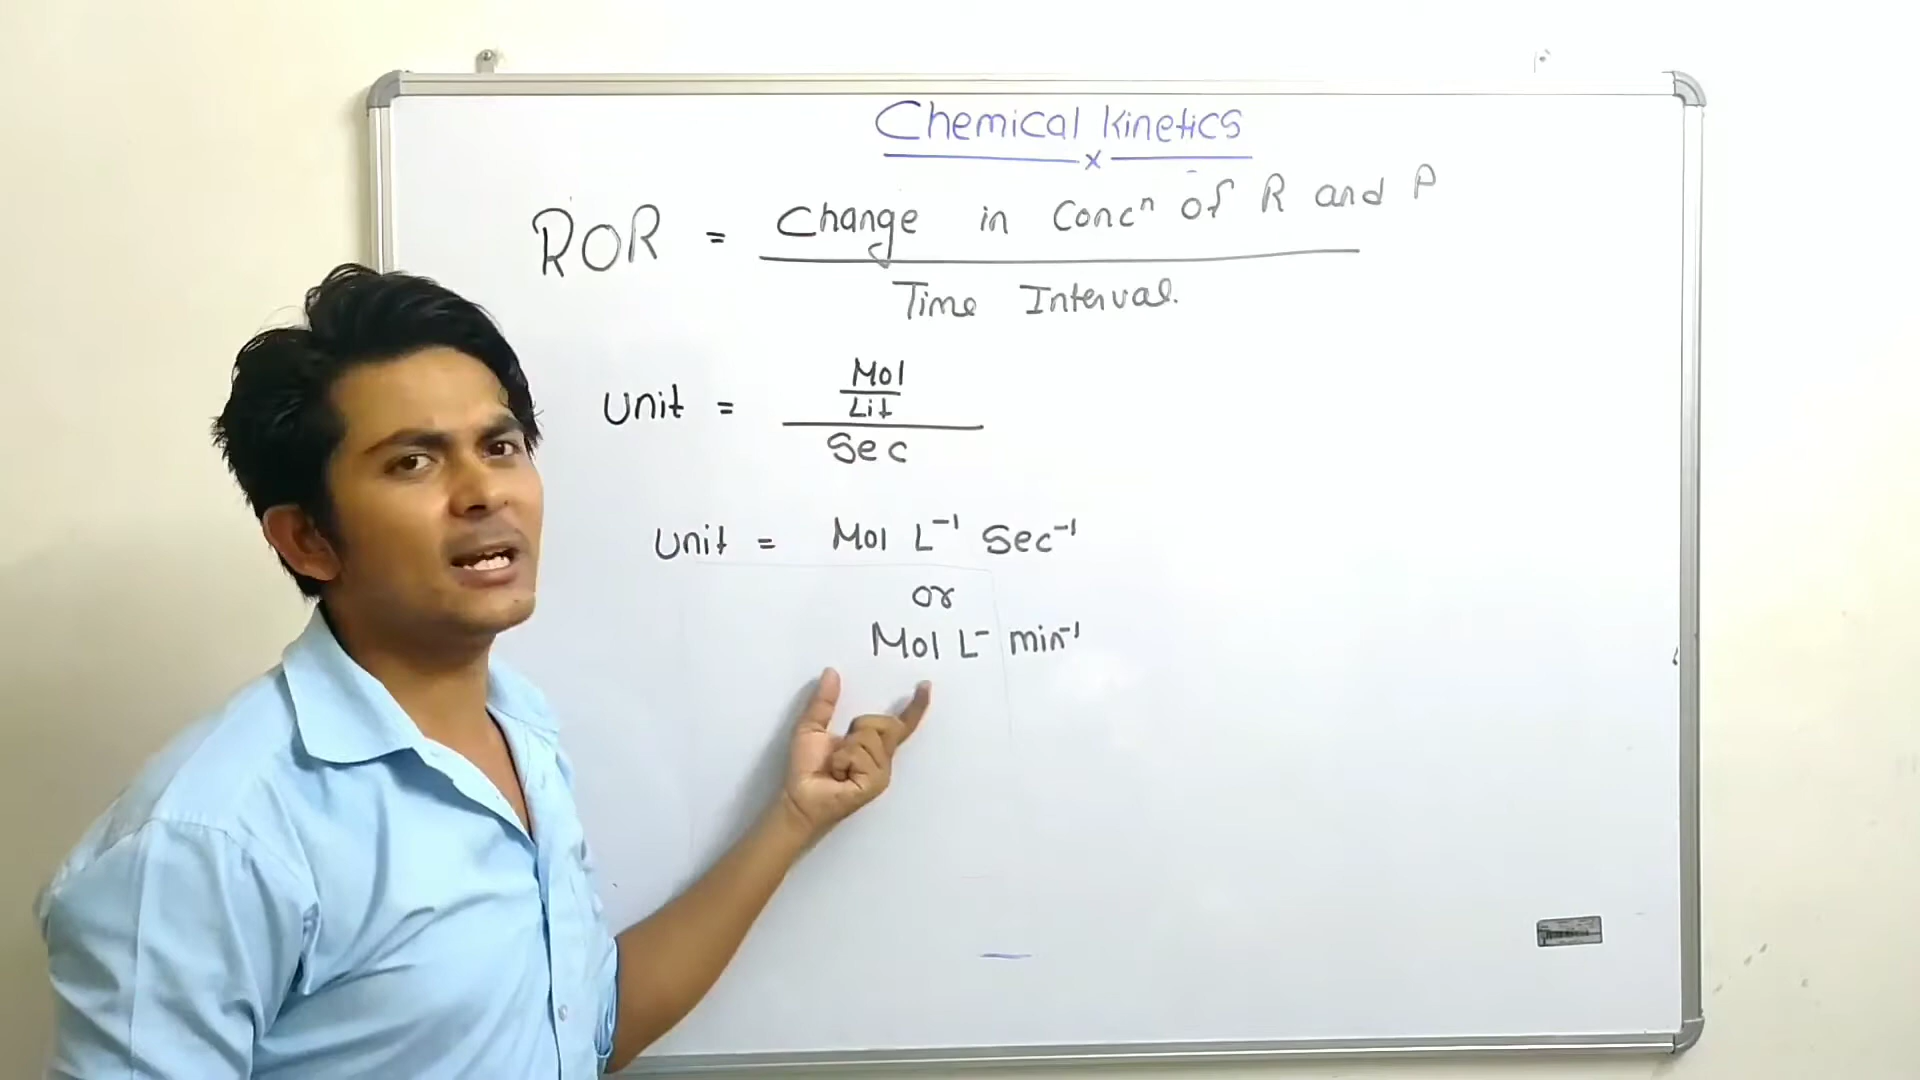 Chemical Kinetics
x
ROR = Change in Concⁿ of R and P
Time Interval.
Unit = Mol
Lit
Sec
Unit = Mol L⁻¹ Sec⁻¹
or
Mol L⁻ min⁻¹